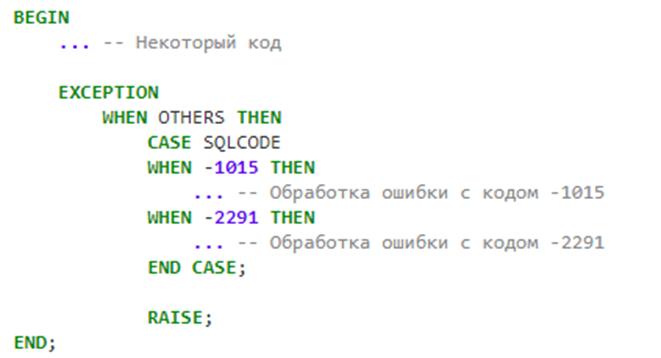 BEGIN
... -- Некоторый код
EXCEPTION
WHEN OTHERS THEN
CASE SQLCODE
WHEN -1015 THEN
... -- Обработка ошибки с кодом -1015
WHEN -2291 THEN
... -- Обработка ошибки с кодом -2291
END CASE;
RAISE;
END;